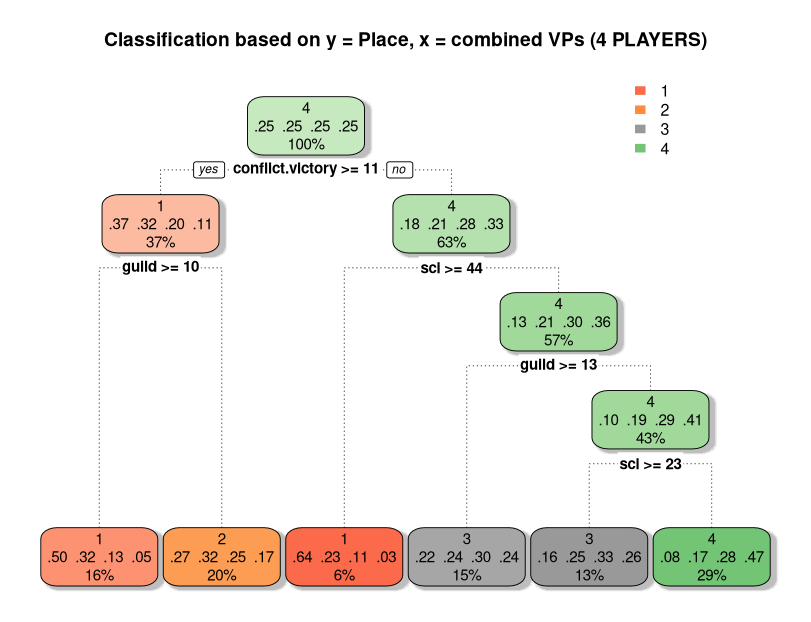 Classification based on y = Place, x = combined VPs (4 PLAYERS)
1
2
3
4
4
.25 .25 .25 .25
100%
yes conflict.victory >= 11 no
1
.37 .32 .20 .11
37%
guild >= 10
4
.18 .21 .28 .33
63%
sci >= 44
4
.13 .21 .30 .36
57%
guild >= 13
4
.10 .19 .29 .41
43%
sci >= 23
1
.50 .32 .13 .05
16%
2
.27 .32 .25 .17
20%
1
.64 .23 .11 .03
6%
3
.22 .24 .30 .24
15%
3
.16 .25 .33 .26
13%
4
.08 .17 .28 .47
29%